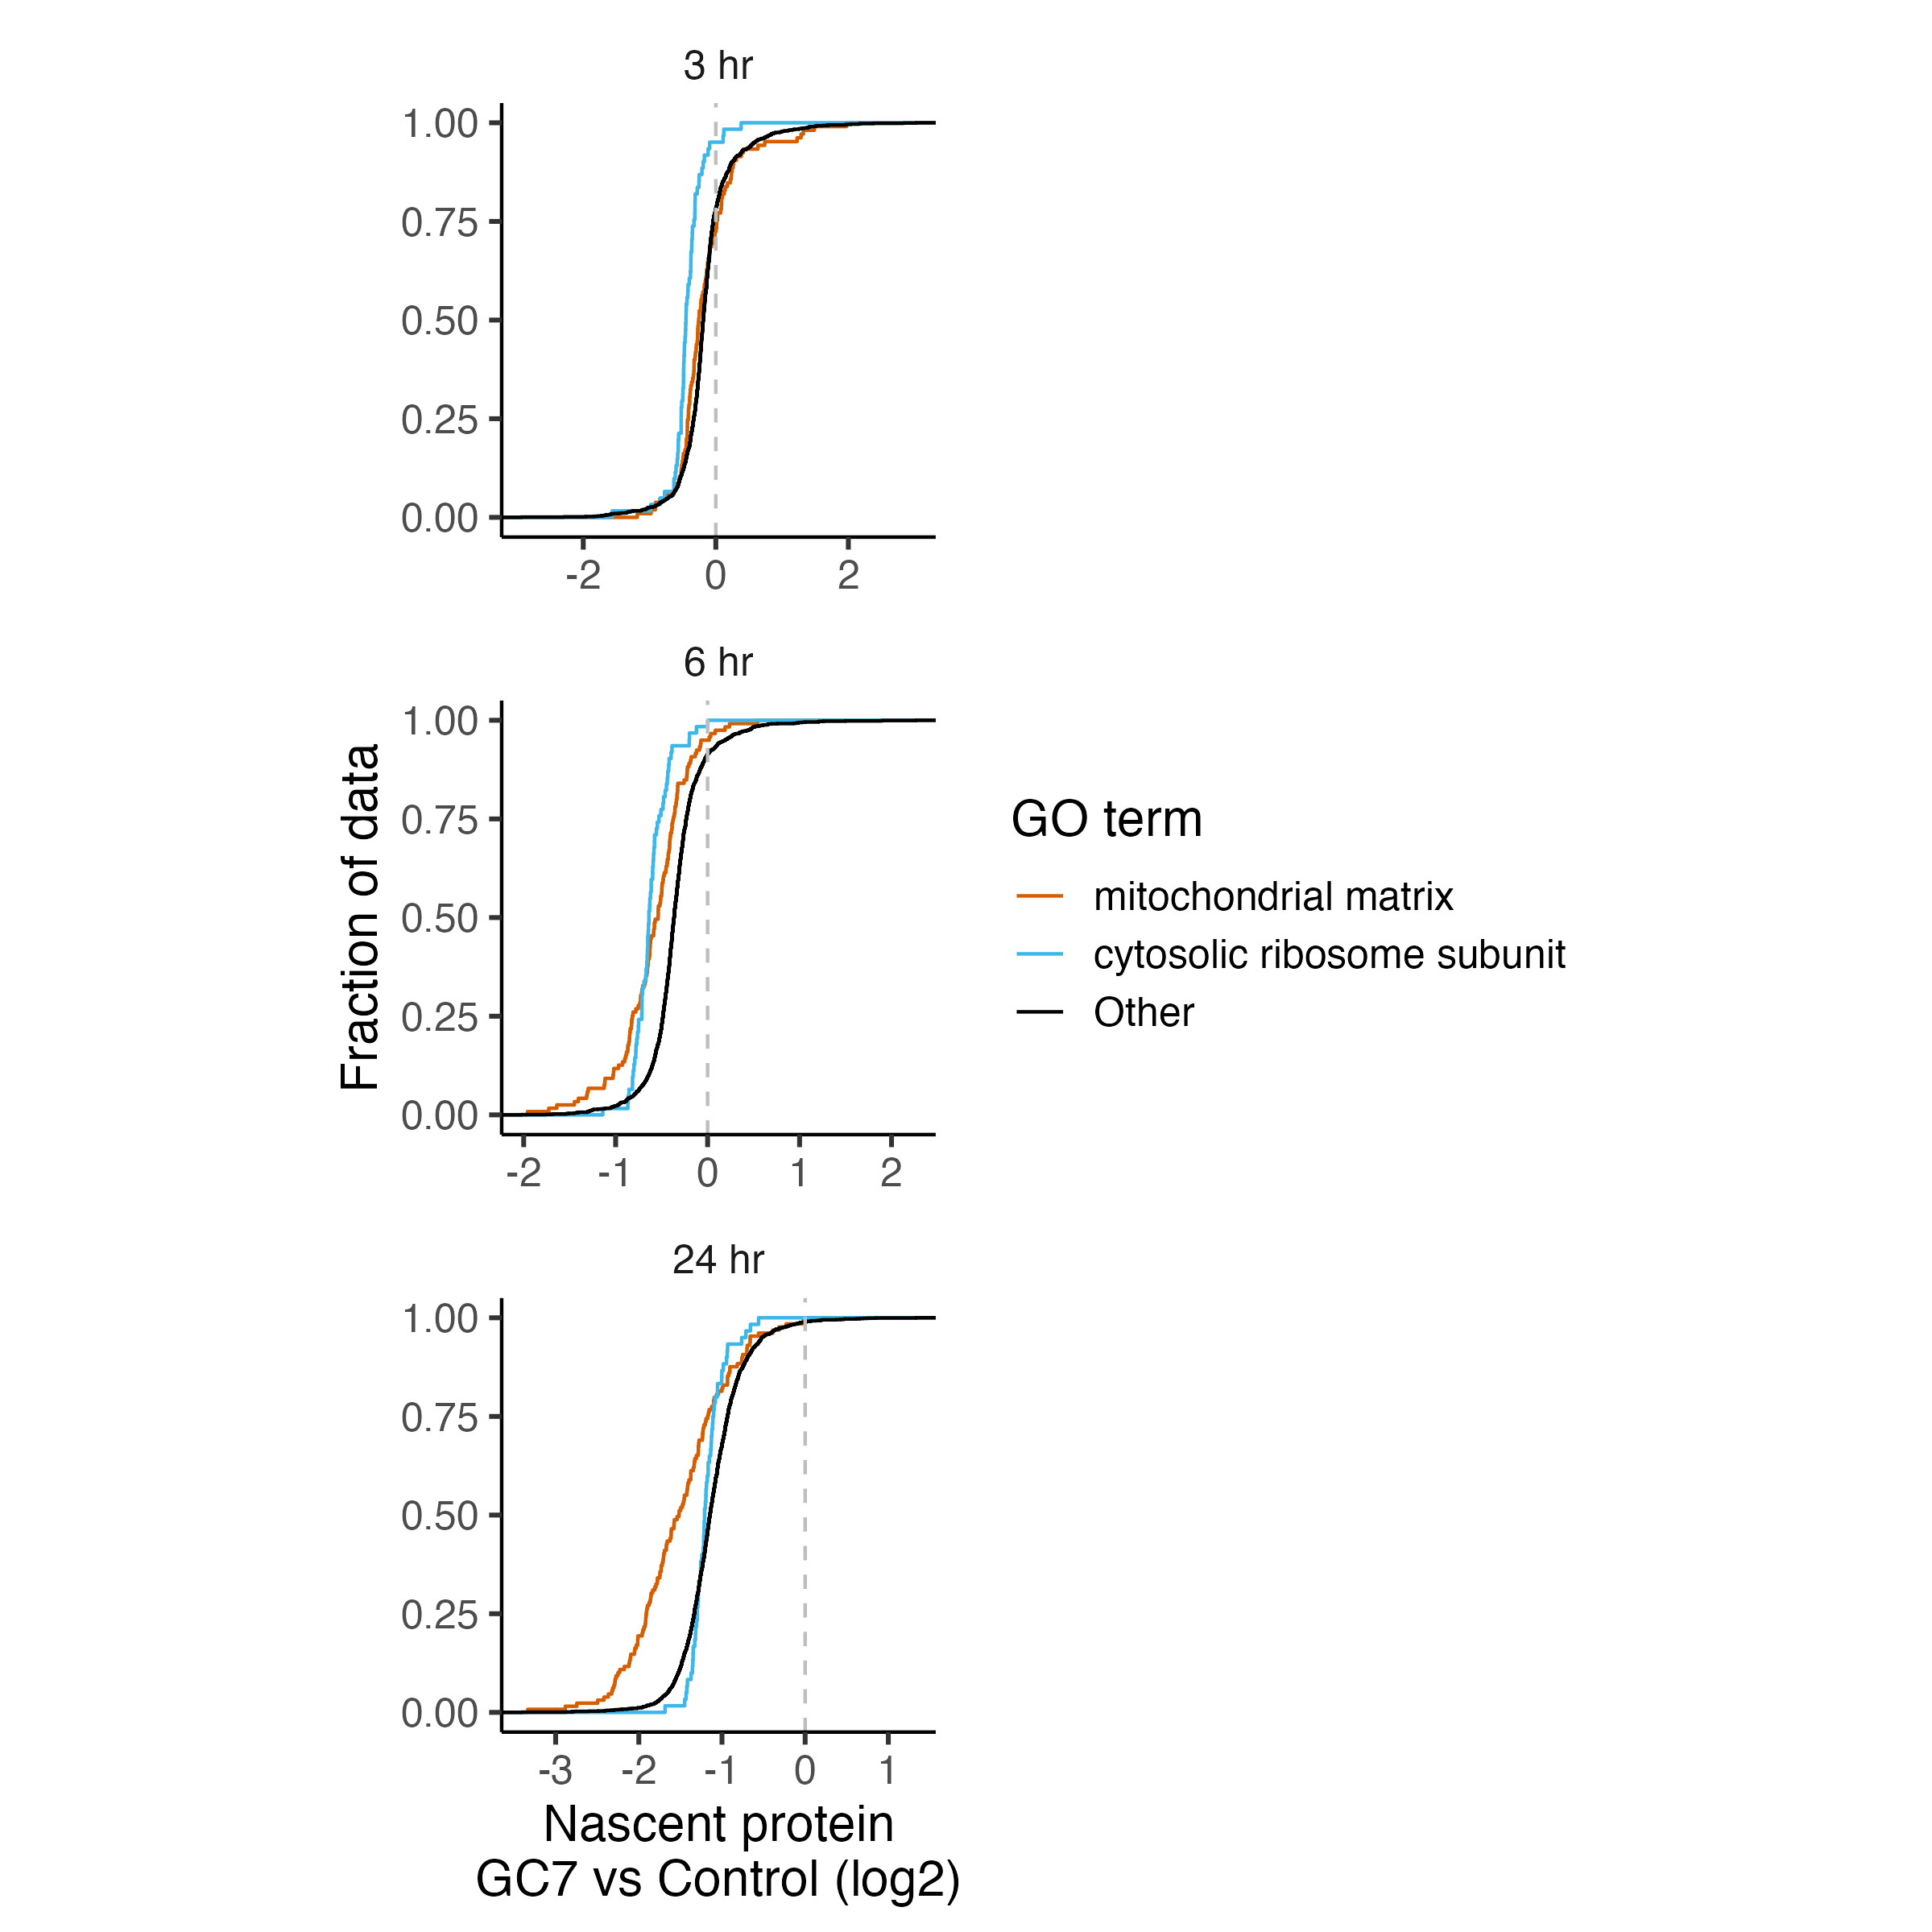 3 hr
1.00
0.75
0.50
0.25
0.00
-2 0 2
6 hr
1.00
0.75
0.50
0.25
0.00
-2 -1 0 1 2
24 hr
1.00
0.75
0.50
0.25
0.00
-3 -2 -1 0 1
Fraction of data
Nascent protein
GC7 vs Control (log2)
GO term
mitochondrial matrix
cytosolic ribosome subunit
Other